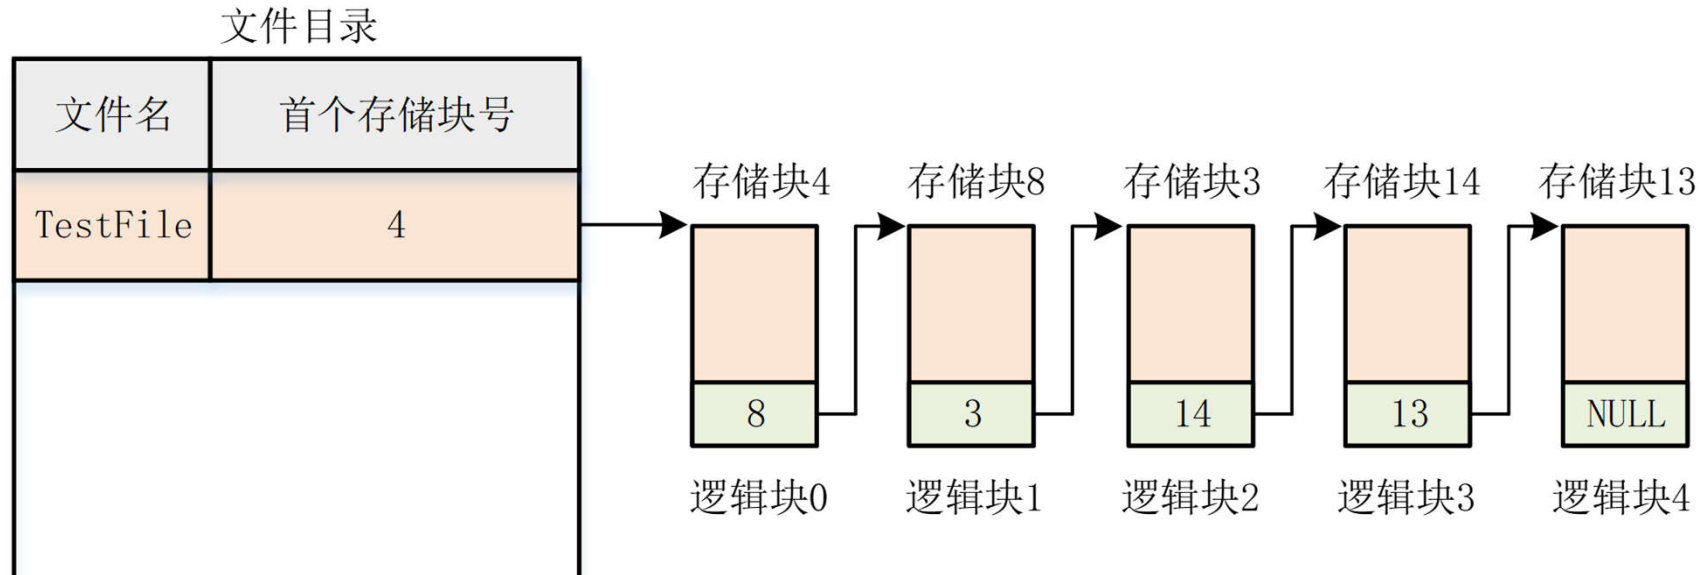 文件目录
文件名 首个存储块号
TestFile 4
存储块4 存储块8 存储块3 存储块14 存储块13
8 3 14 13 NULL
逻辑块0 逻辑块1 逻辑块2 逻辑块3 逻辑块4